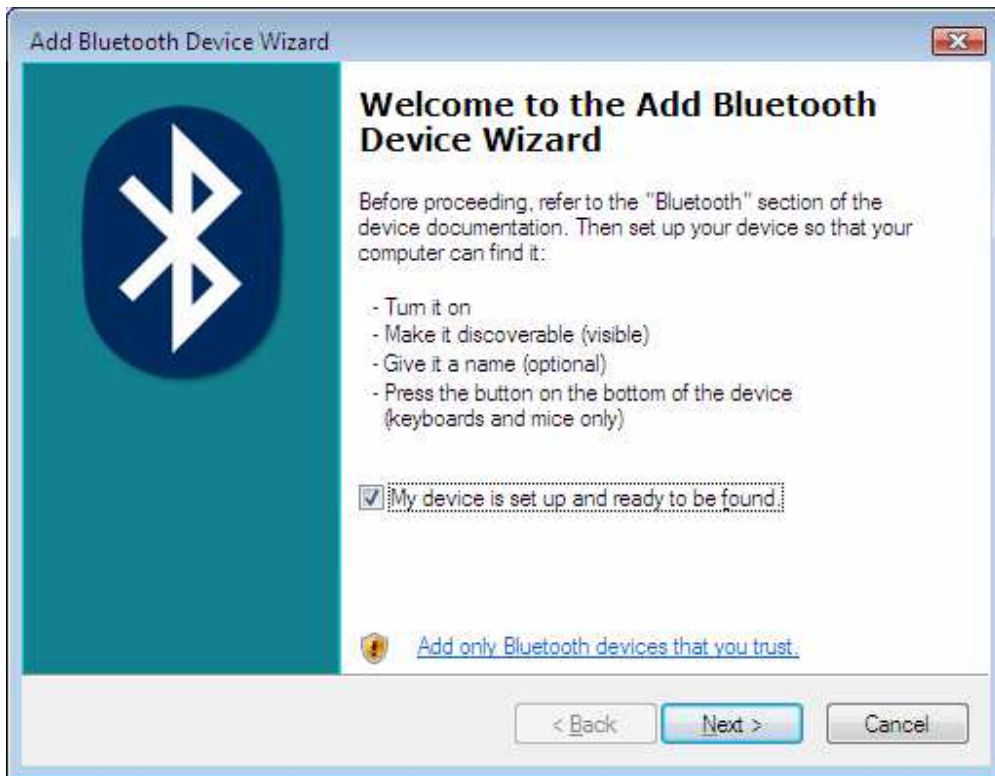 Add Bluetooth Device Wizard
Welcome to the Add Bluetooth
Device Wizard
Before proceeding, refer to the "Bluetooth" section of the
device documentation. Then set up your device so that your
computer can find it:
- Turn it on
- Make it discoverable (visible)
- Give it a name (optional)
- Press the button on the bottom of the device
(keyboards and mice only)
My device is set up and ready to be found.
Add only Bluetooth devices that you trust.
< Back Next > Cancel